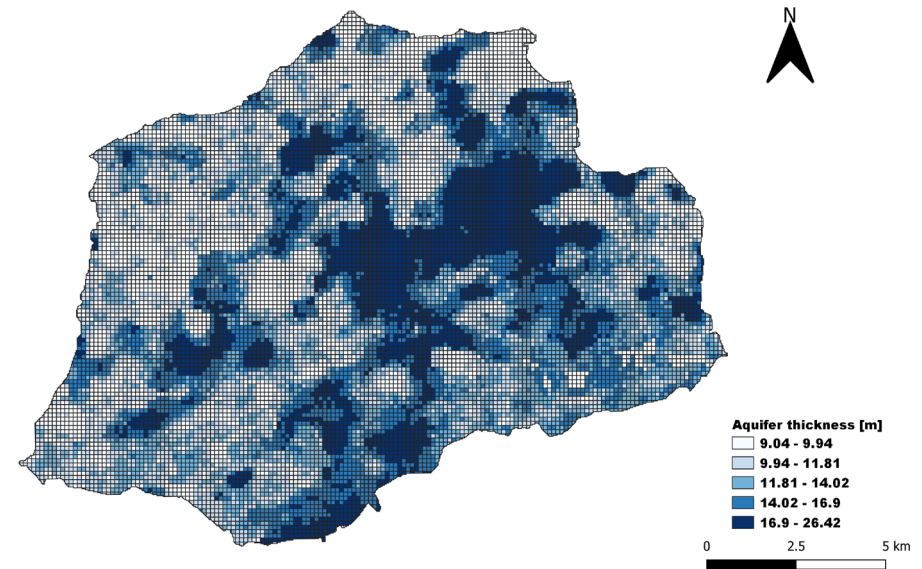 N
Aquifer thickness [m]
9.04 - 9.94
9.94 - 11.81
11.81 - 14.02
14.02 - 16.9
16.9 - 26.42
0 2.5 5 km